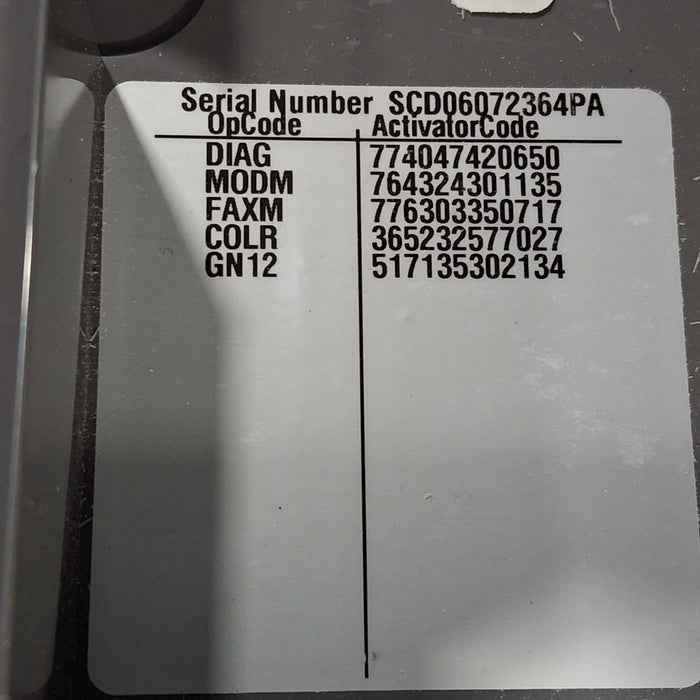 Serial Number SCD06072364PA
OpCode ActivatorCode
DIAG 774047420650
MODM 764324301135
FAXM 776303350717
COLR 365232577027
GN12 517135302134